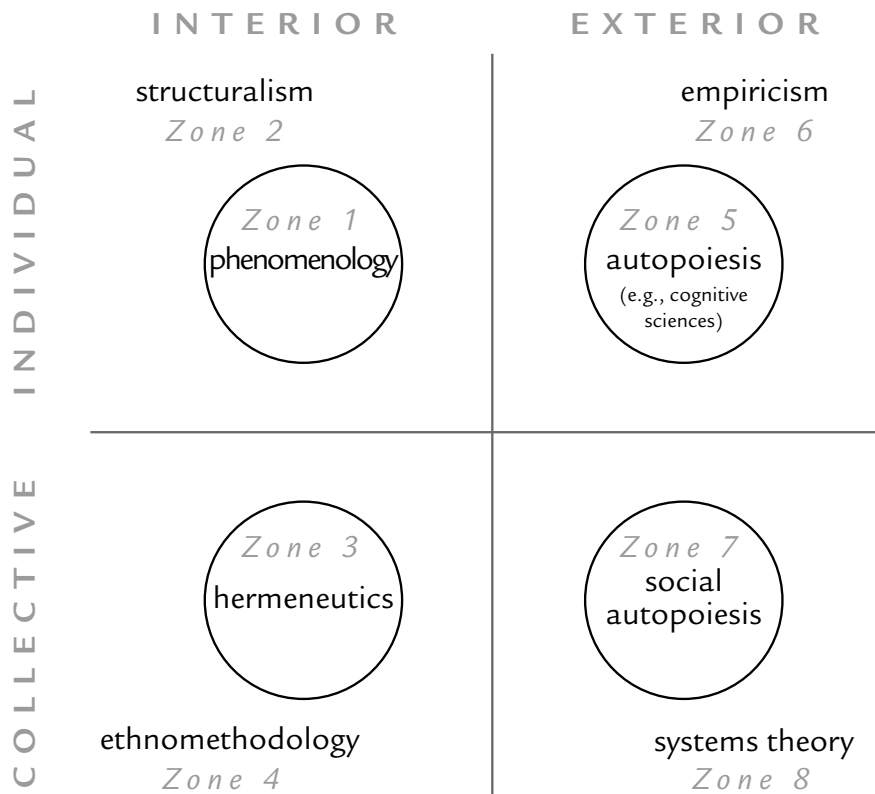 INTERIOR
EXTERIOR
INDIVIDUAL
structuralism
Zone 2
Zone 1
phenomenology
empiricism
Zone 6
Zone 5
autopoiesis
(e.g., cognitive
sciences)
COLLECTIVE
Zone 3
hermeneutics
ethnomethodology
Zone 4
Zone 7
social
autopoiesis
systems theory
Zone 8